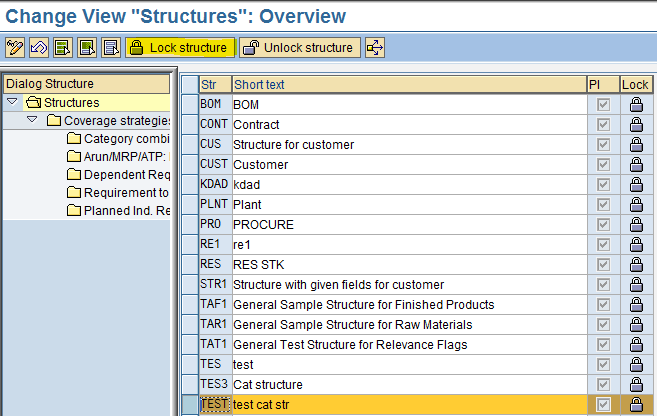 Change View "Structures": Overview
Lock structure Unlock structure
Dialog Structure
Structures
Coverage strategies
Category combi
Arun/MRP/ATP:
Dependent Req
Requirement to
Planned Ind. Re
Str Short text Pl Lock
BOM BOM
CONT Contract
CUS Structure for customer
CUST Customer
KDAD kdad
PLNT Plant
PRO PROCURE
RE1 re1
RES RES STK
STR1 Structure with given fields for customer
TAF1 General Sample Structure for Finished Products
TAR1 General Sample Structure for Raw Materials
TAT1 General Test Structure for Relevance Flags
TES test
TES3 Cat structure
TEST test cat str